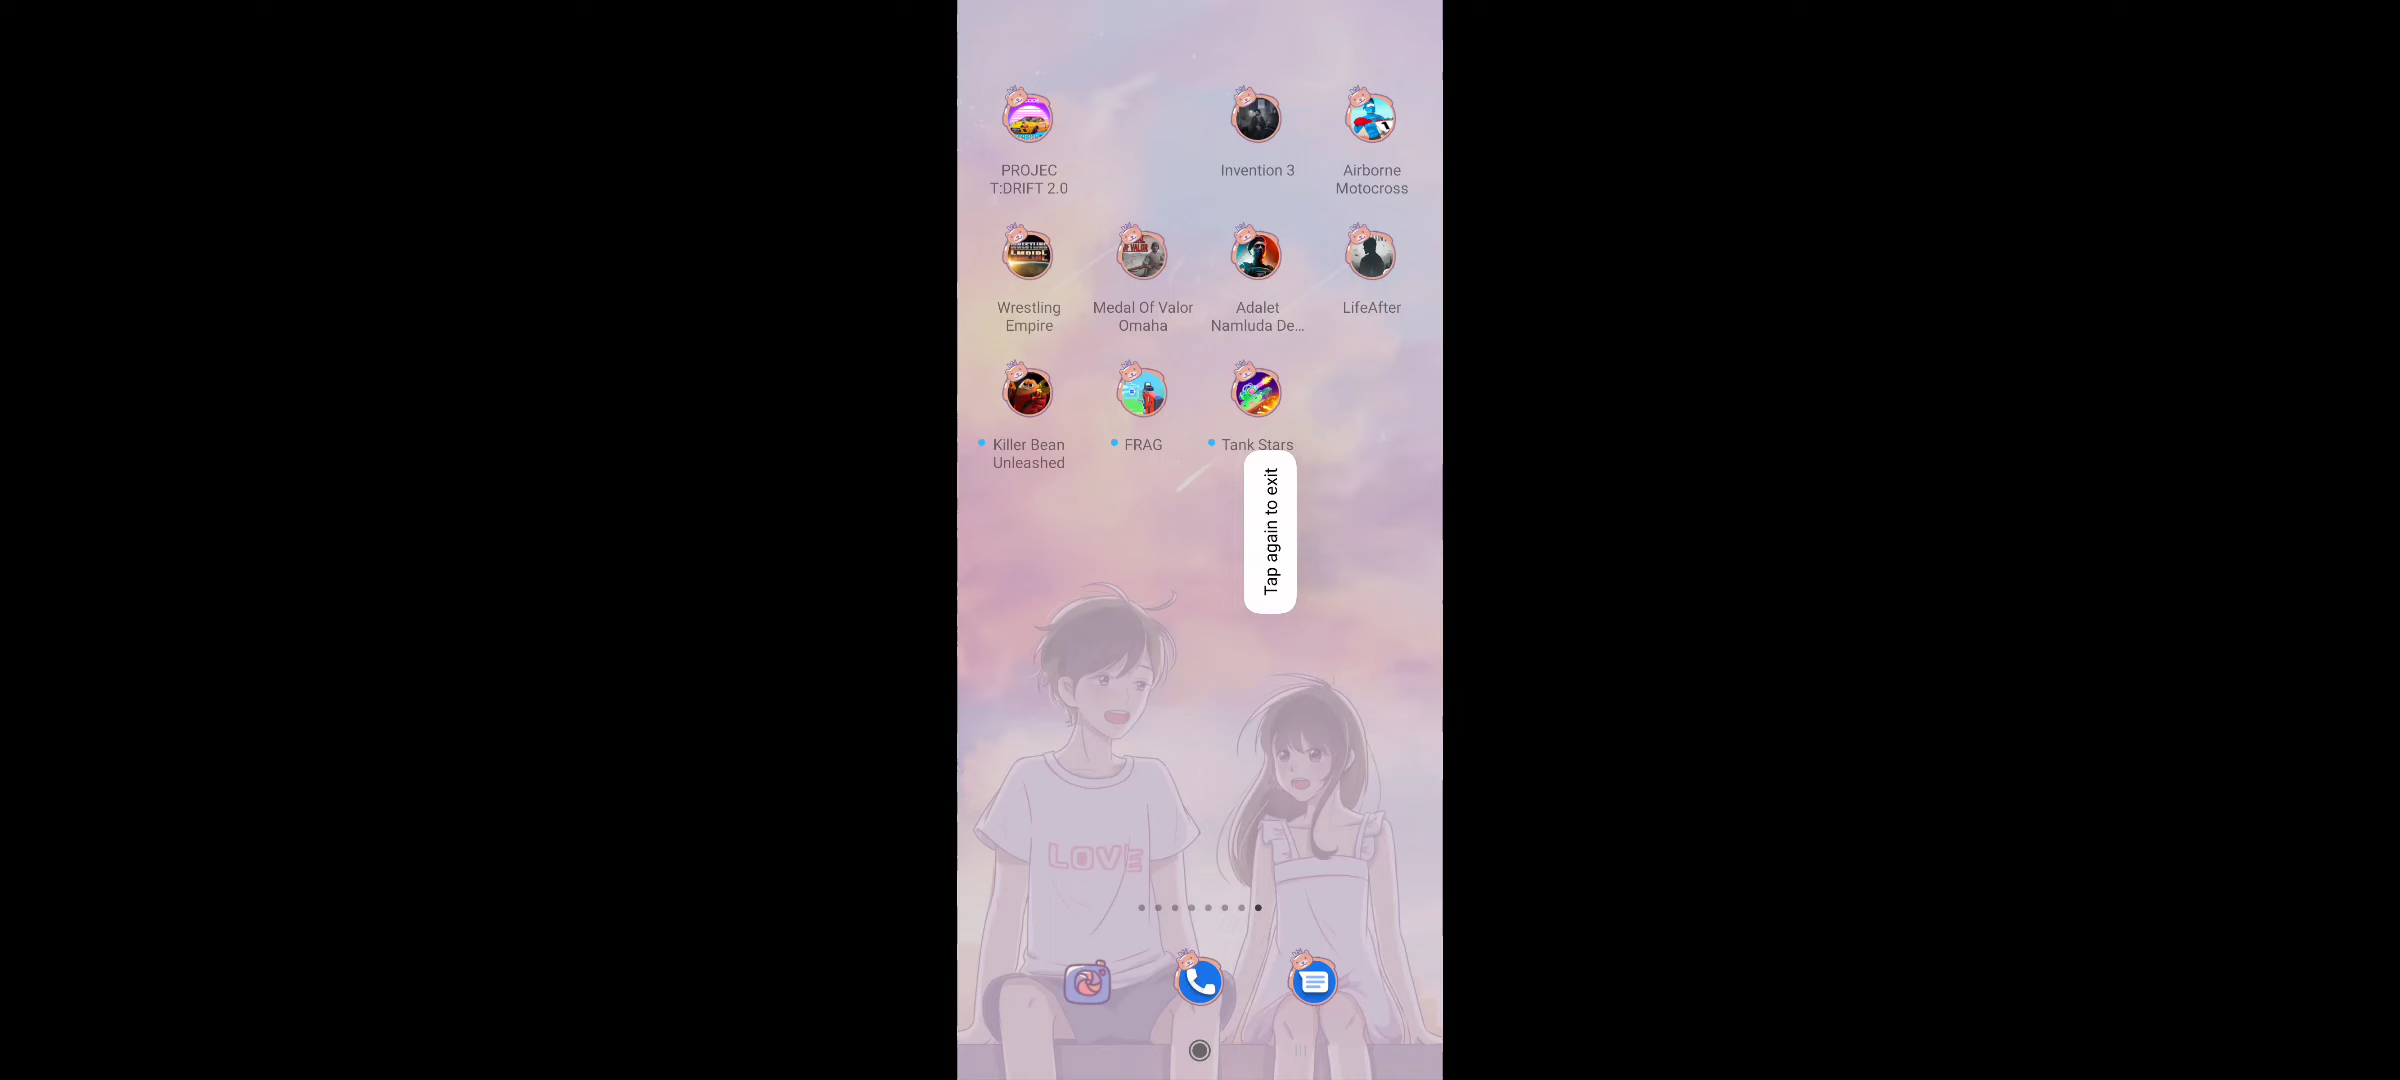 PROJEC
T:DRIFT 2.0
Invention 3
Airborne
Motocross
Wrestling
Empire
Medal Of Valor
Omaha
Adalet
Namluda De...
LifeAfter
Killer Bean
Unleashed
FRAG
Tank Stars
Tap again to exit
LOVE